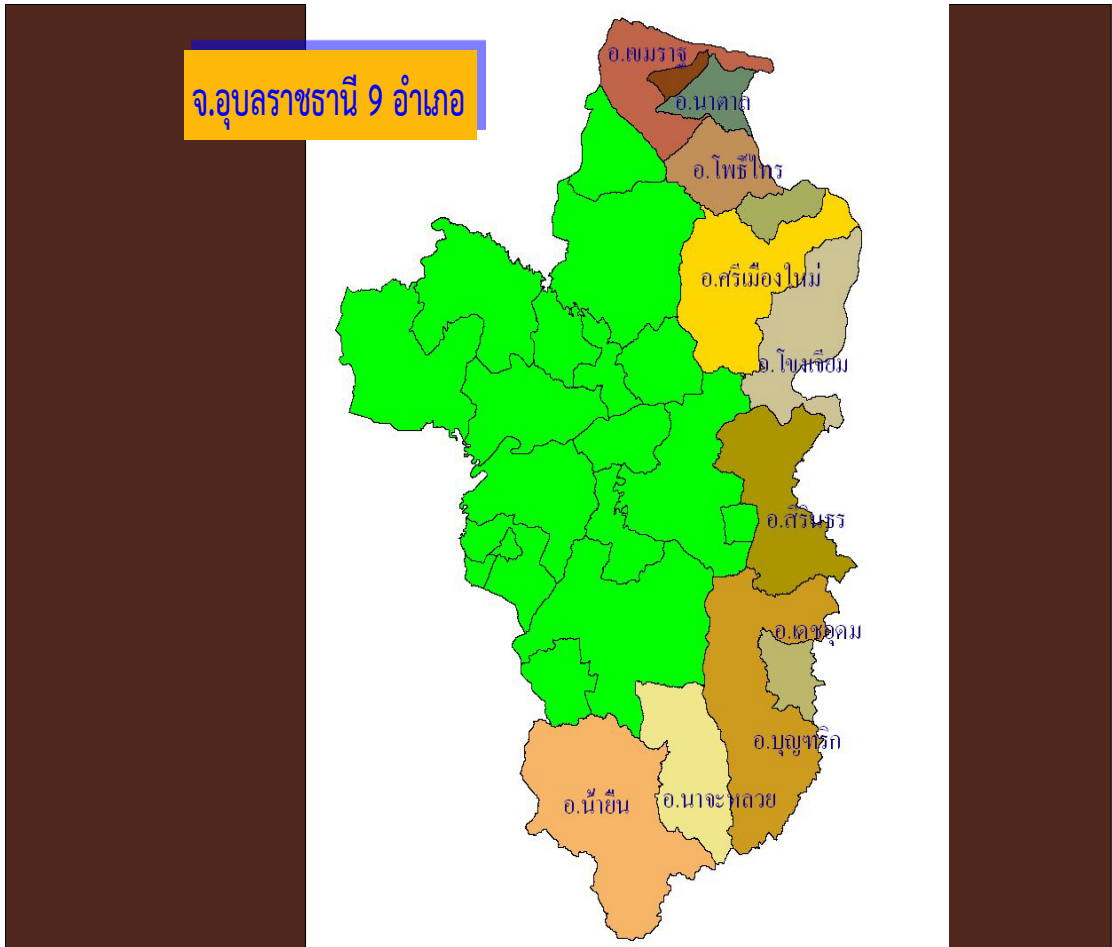 จ.อุบลราชธานี 9 อำเภอ
อ.เขมราฐ
อ.นาตาล
อ.โพธิ์ไทร
อ.ศรีเมืองใหม่
อ.โขงเจียม
อ.สิรินธร
อ.เดชอุดม
อ.บุญฑริก
อ.นาจะหลวย
อ.น้ำยืน